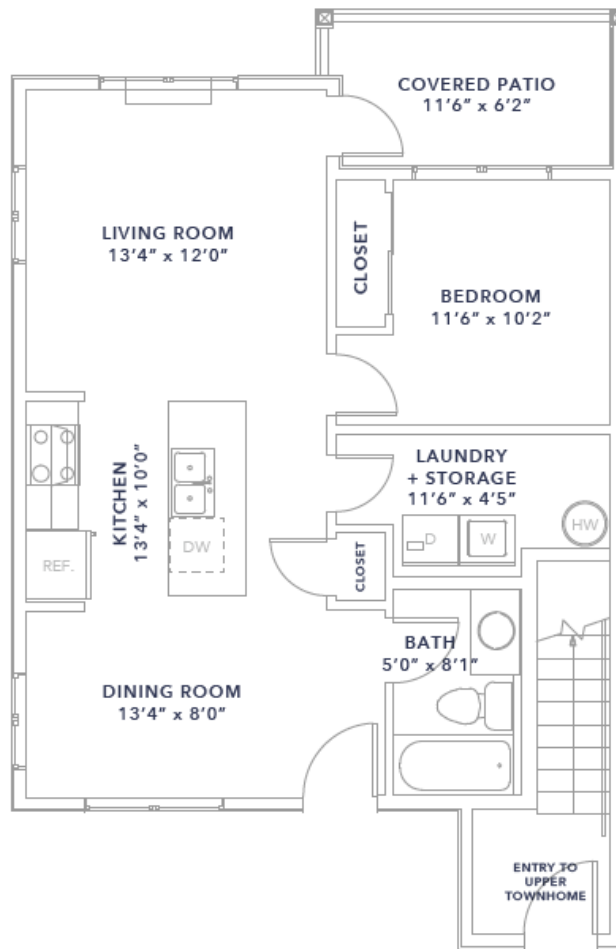 COVERED PATIO
11’6” x 6’2”
LIVING ROOM
13’4” x 12’0”
CLOSET
BEDROOM
11’6” x 10’2”
KITCHEN
13’4” x 10’0”
LAUNDRY
+ STORAGE
11’6” x 4’5”
D
W
HW
DW
REF.
CLOSET
BATH
5’0” x 8’1”
DINING ROOM
13’4” x 8’0”
ENTRY TO
UPPER
TOWNHOME